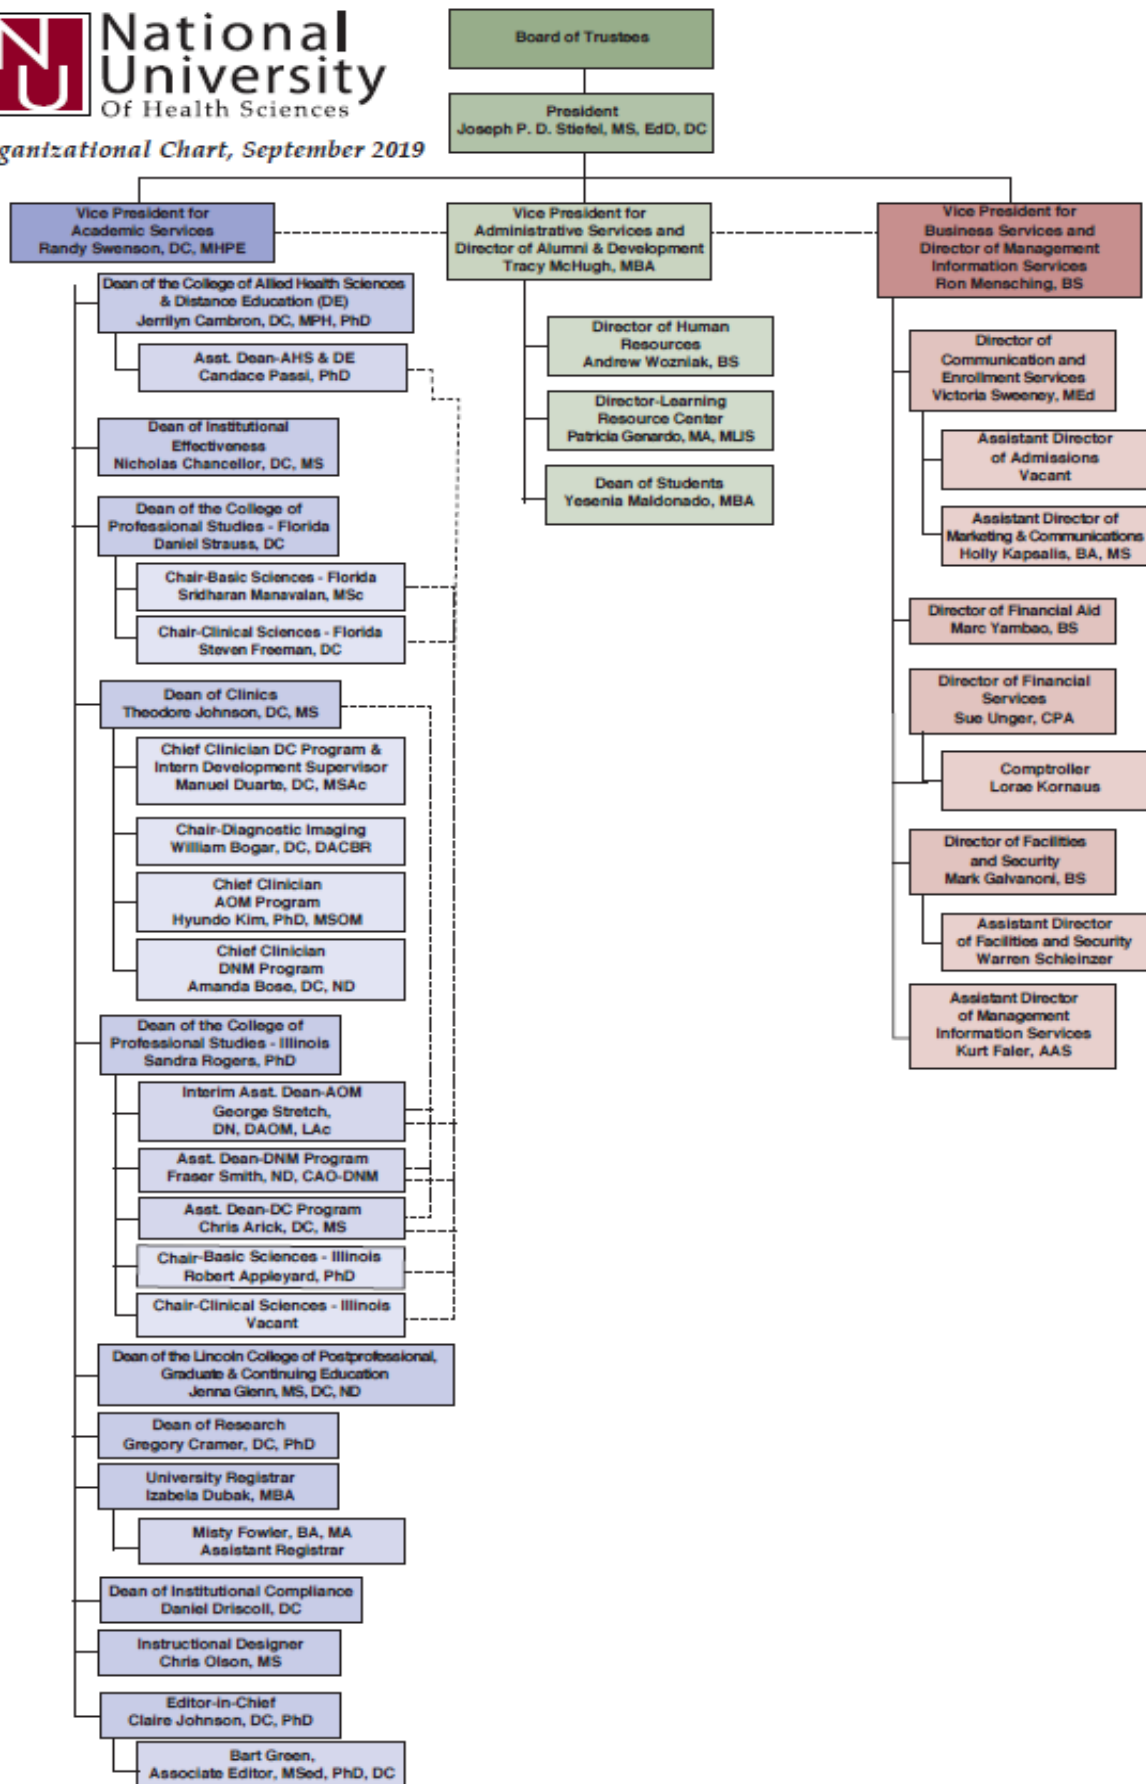 NU
National
University
Of Health Sciences
ganizational Chart, September 2019
Board of Trustees
President
Joseph P. D. Stiefel, MS, EdD, DC
Vice President for
Academic Services
Randy Swenson, DC, MHPE
Dean of the College of Allied Health Sciences
& Distance Education (DE)
Jerrilyn Cambron, DC, MPH, PhD
Asst. Dean-AHS & DE
Candace Passi, PhD
Dean of Institutional
Effectiveness
Nicholas Chancellor, DC, MS
Dean of the College of
Professional Studies - Florida
Daniel Strauss, DC
Chair-Basic Sciences - Florida
Sridharan Manavalan, MSc
Chair-Clinical Sciences - Florida
Steven Freeman, DC
Dean of Clinics
Theodore Johnson, DC, MS
Chief Clinician DC Program &
Intern Development Supervisor
Manuel Duarte, DC, MSAc
Chair-Diagnostic Imaging
William Bogar, DC, DACBR
Chief Clinician
AOM Program
Hyundo Kim, PhD, MSOM
Chief Clinician
DNM Program
Amanda Bose, DC, ND
Dean of the College of
Professional Studies - Illinois
Sandra Rogers, PhD
Interim Asst. Dean-AOM
George Stretch,
DN, DAOM, LAc
Asst. Dean-DNM Program
Fraser Smith, ND, CAO-DNM
Asst. Dean-DC Program
Chris Arick, DC, MS
Chair-Basic Sciences - Illinois
Robert Appleyard, PhD
Chair-Clinical Sciences - Illinois
Vacant
Dean of the Lincoln College of Postprofessional,
Graduate & Continuing Education
Jenna Glenn, MS, DC, ND
Dean of Research
Gregory Cramer, DC, PhD
University Registrar
Izabela Dubak, MBA
Misty Fowler, BA, MA
Assistant Registrar
Dean of Institutional Compliance
Daniel Driscoll, DC
Instructional Designer
Chris Olson, MS
Editor-in-Chief
Claire Johnson, DC, PhD
Bart Green,
Associate Editor, MSed, PhD, DC
Vice President for
Administrative Services and
Director of Alumni & Development
Tracy McHugh, MBA
Director of Human
Resources
Andrew Wozniak, BS
Director-Learning
Resource Center
Patricia Genardo, MA, MLIS
Dean of Students
Yesenia Maldonado, MBA
Vice President for
Business Services and
Director of Management
Information Services
Ron Mensching, BS
Director of
Communication and
Enrollment Services
Victoria Sweeney, MEd
Assistant Director
of Admissions
Vacant
Assistant Director of
Marketing & Communications
Holly Kapsalis, BA, MS
Director of Financial Aid
Marc Yambao, BS
Director of Financial
Services
Sue Unger, CPA
Comptroller
Lorae Kornaus
Director of Facilities
and Security
Mark Galvanoni, BS
Assistant Director
of Facilities and Security
Warren Schleinzer
Assistant Director
of Management
Information Services
Kurt Faler, AAS